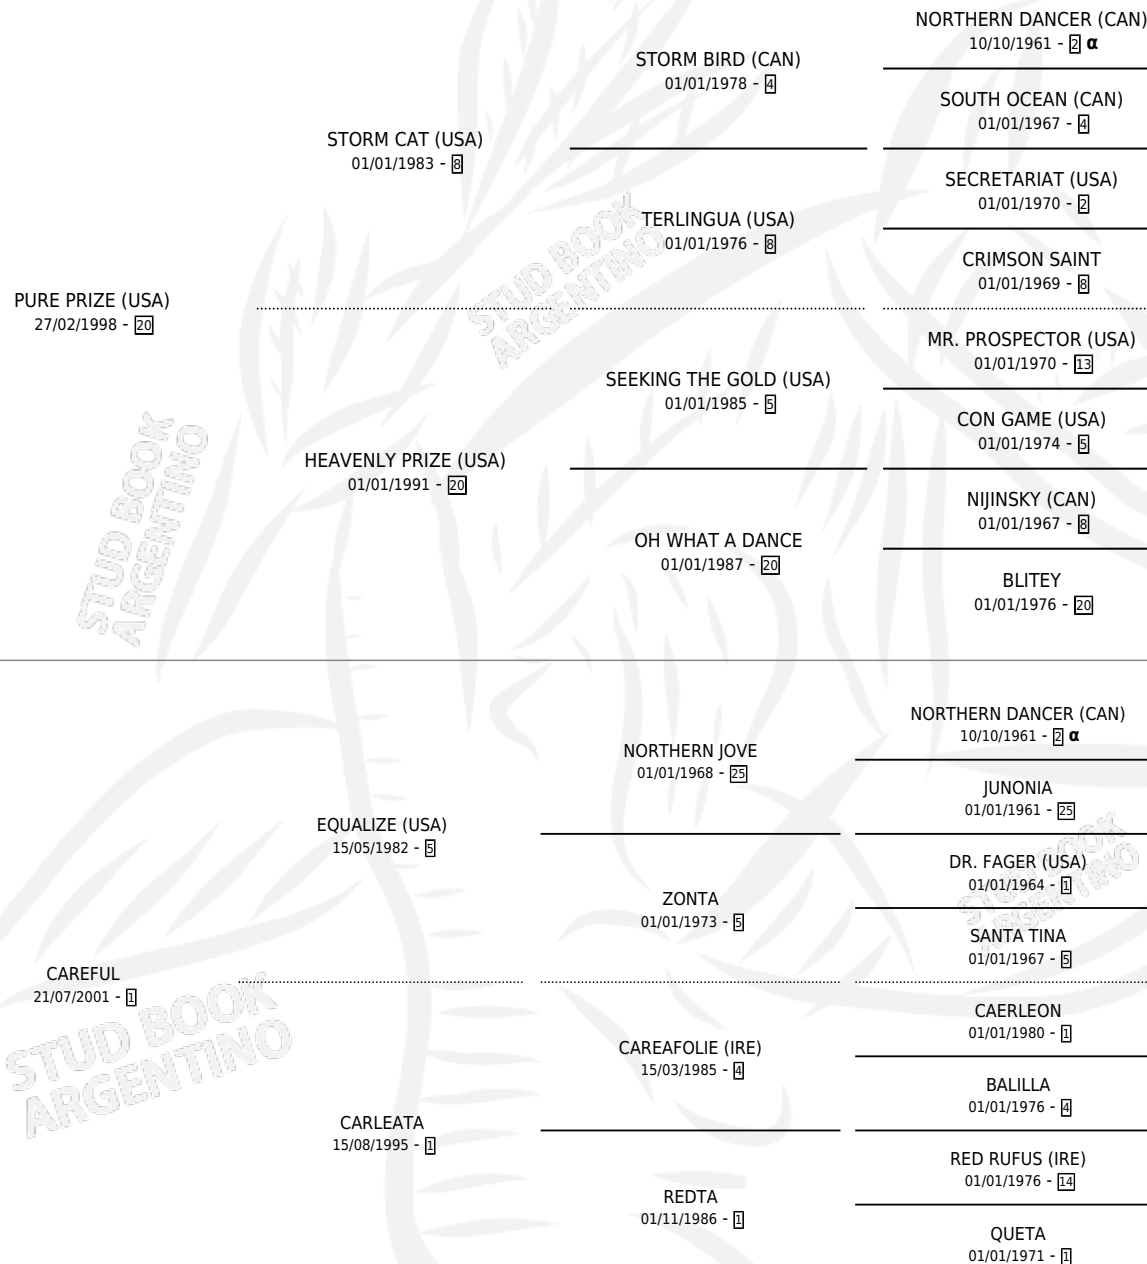 NORTHERN DANCER (CAN)
10/10/1961 - 2 α
STORM BIRD (CAN)
01/01/1978 - 4
SOUTH OCEAN (CAN)
01/01/1967 - 4
STORM CAT (USA)
01/01/1983 - 8
SECRETARIAT (USA)
01/01/1970 - 2
TERLINGUA (USA)
01/01/1976 - 8
CRIMSON SAINT
01/01/1969 - 8
PURE PRIZE (USA)
27/02/1998 - 20
MR. PROSPECTOR (USA)
01/01/1970 - 13
SEEKING THE GOLD (USA)
01/01/1985 - 5
CON GAME (USA)
01/01/1974 - 5
HEAVENLY PRIZE (USA)
01/01/1991 - 20
NIJINSKY (CAN)
01/01/1967 - 8
OH WHAT A DANCE
01/01/1987 - 20
BLITEY
01/01/1976 - 20
NORTHERN DANCER (CAN)
10/10/1961 - 2 α
NORTHERN JOVE
01/01/1968 - 25
JUNONIA
01/01/1961 - 25
EQUALIZE (USA)
15/05/1982 - 5
DR. FAGER (USA)
01/01/1964 - 1
ZONTA
01/01/1973 - 5
SANTA TINA
01/01/1967 - 5
CAREFUL
21/07/2001 - 1
CAERLEON
01/01/1980 - 1
CAREAFOLIE (IRE)
15/03/1985 - 4
BALILLA
01/01/1976 - 4
CARLEATA
15/08/1995 - 1
RED RUFUS (IRE)
01/01/1976 - 14
REDTA
01/11/1986 - 1
QUETA
01/01/1971 - 1
STUD BOOK
ARGENTINO
STUD BOOK
ARGENTINO
STUD BOOK
ARGENTINO
STUD BOOK
ARGENTINO